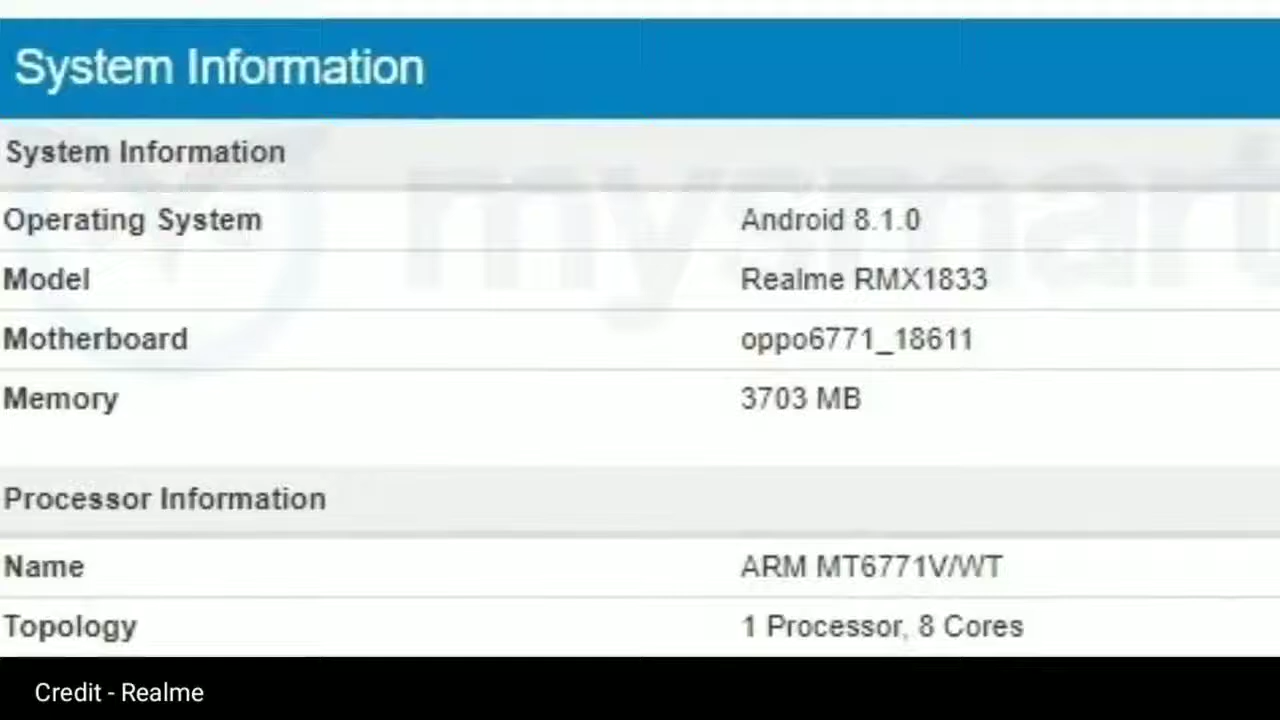 System Information
System Information
Operating System Android 8.1.0
Model Realme RMX1833
Motherboard oppo6771_18611
Memory 3703 MB
Processor Information
Name ARM MT6771V/WT
Topology 1 Processor, 8 Cores
mysmart
Credit - Realme